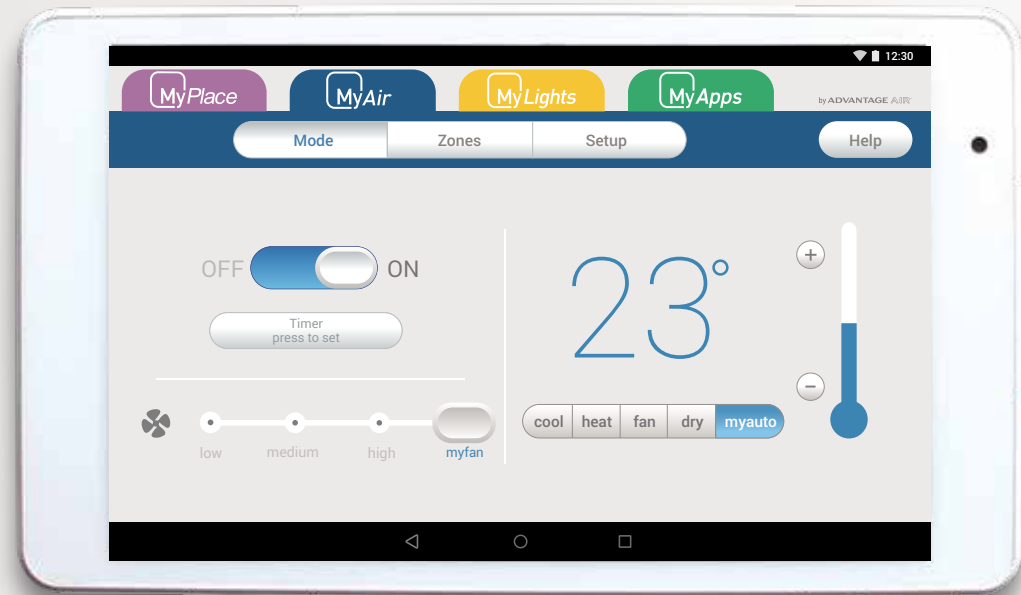 12:30
MyPlace
MyAir
MyLights
MyApps
by ADVANTAGE AIR
Mode
Zones
Setup
Help
OFF
ON
Timer
press to set
23°
+
−
cool
heat
fan
dry
myauto
low
medium
high
myfan